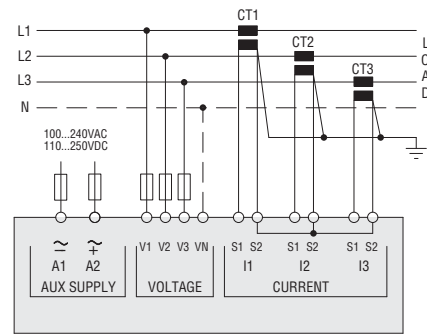 CT1
L1
L
CT2
L2
O
CT3
L3
A
N
D
100...240VAC
110...250VDC
V1 V2 V3 VN S1 S2 S1 S2 S1 S2
A1 A2 I1 I2 I3
AUX SUPPLY VOLTAGE CURRENT